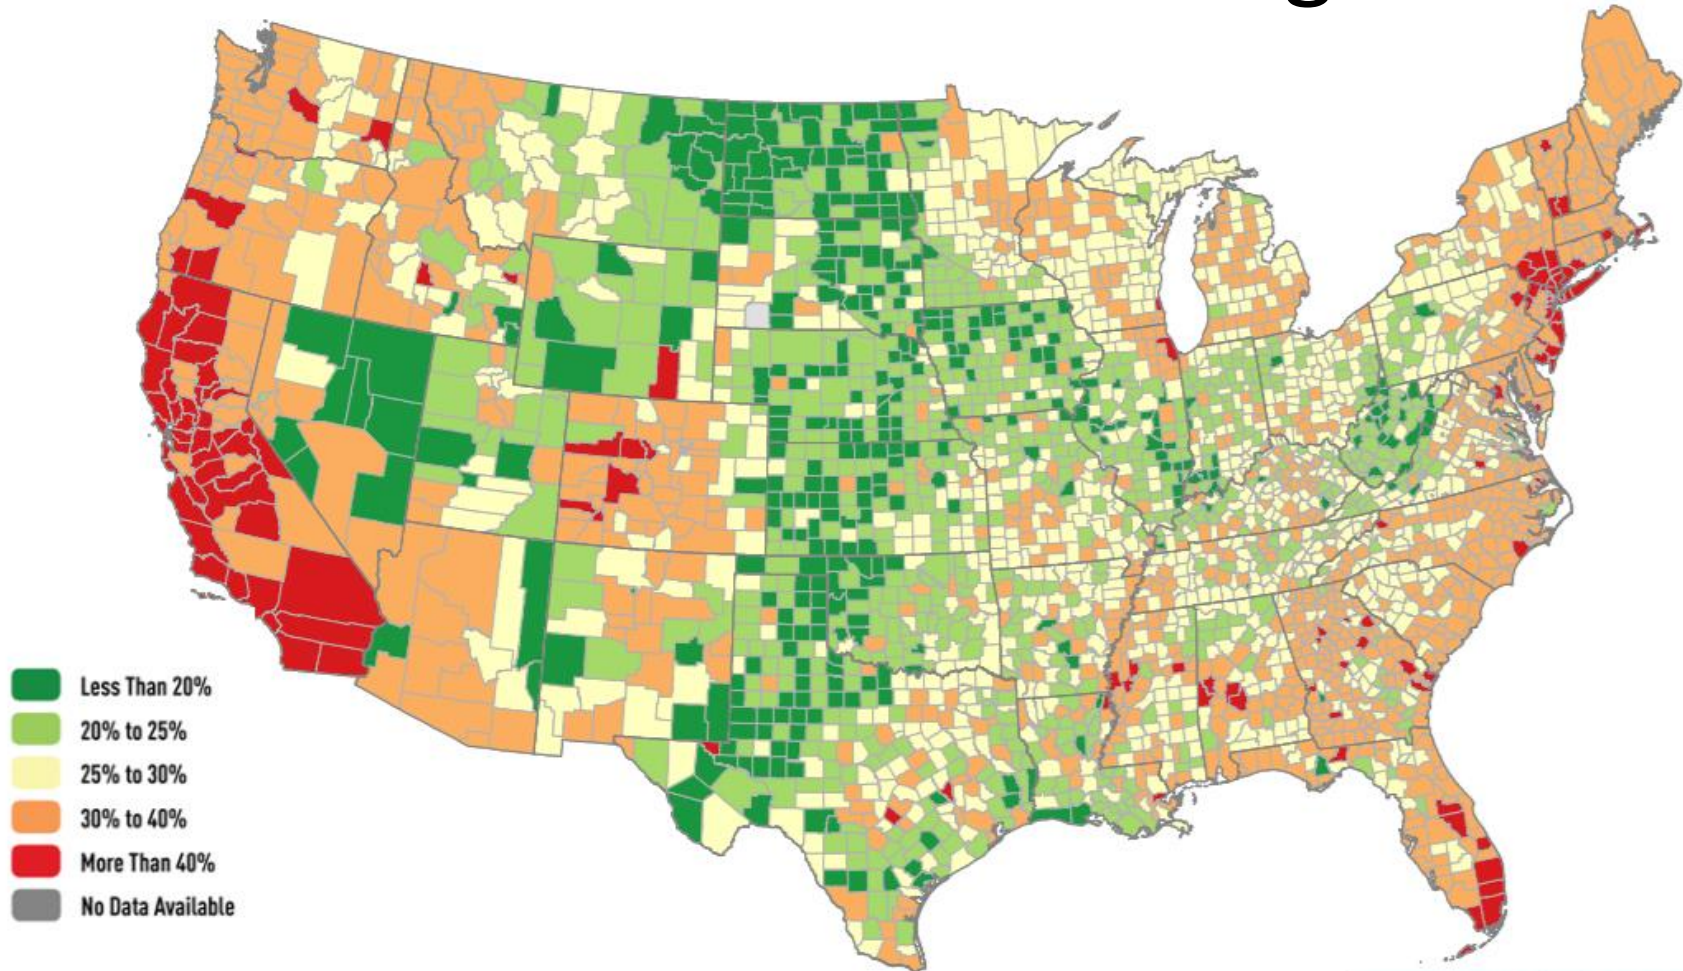 Less Than 20%
20% to 25%
25% to 30%
30% to 40%
More Than 40%
No Data Available